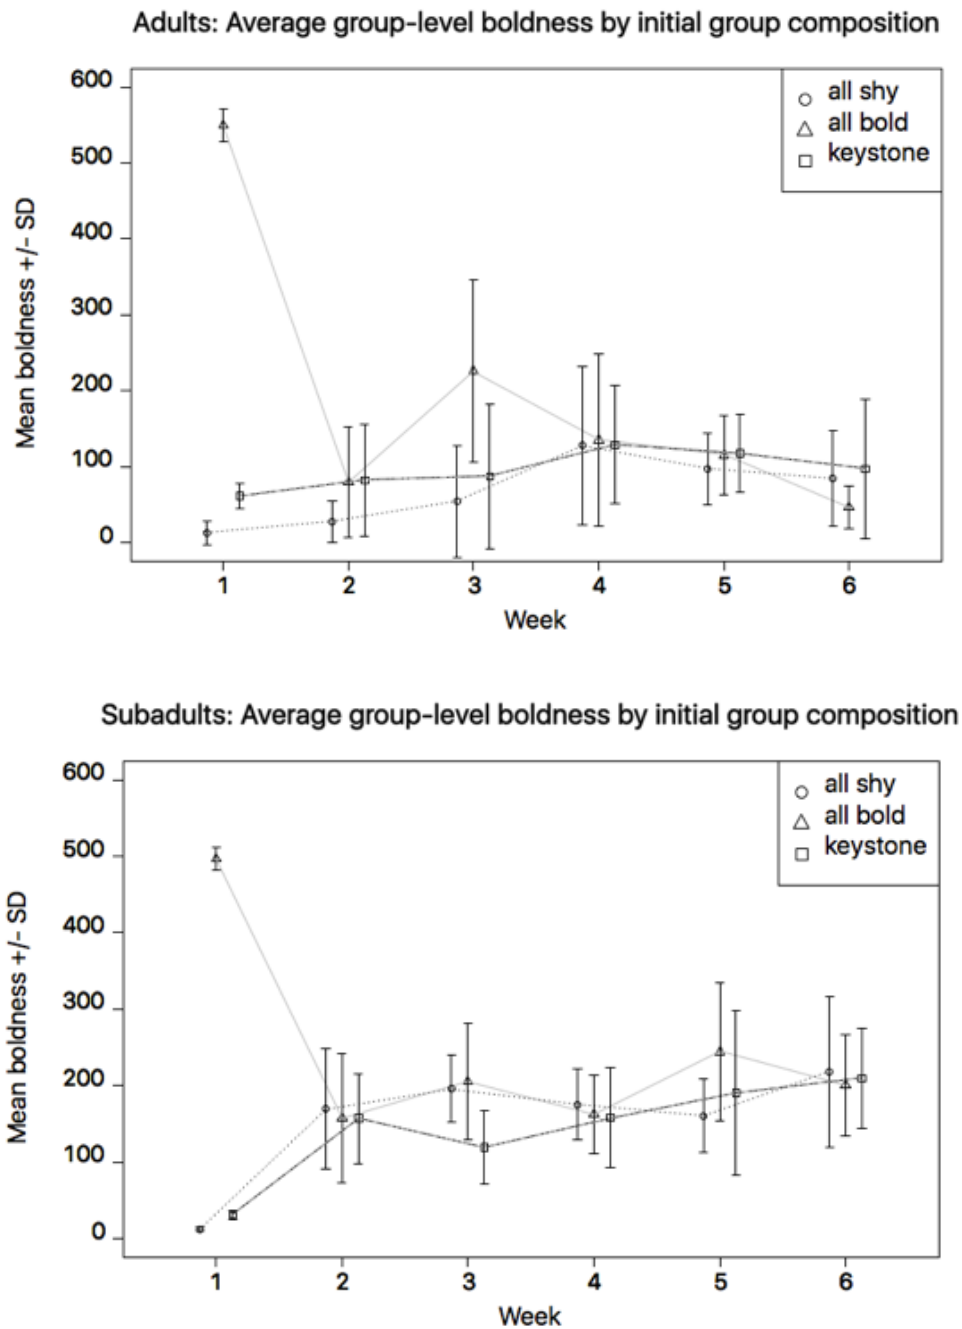 Adults: Average group-level boldness by initial group composition
600
500
400
300
200
100
0
Mean boldness +/- SD
all shy
all bold
keystone
1 2 3 4 5 6
Week
Subadults: Average group-level boldness by initial group composition
600
500
400
300
200
100
0
Mean boldness +/- SD
all shy
all bold
keystone
1 2 3 4 5 6
Week